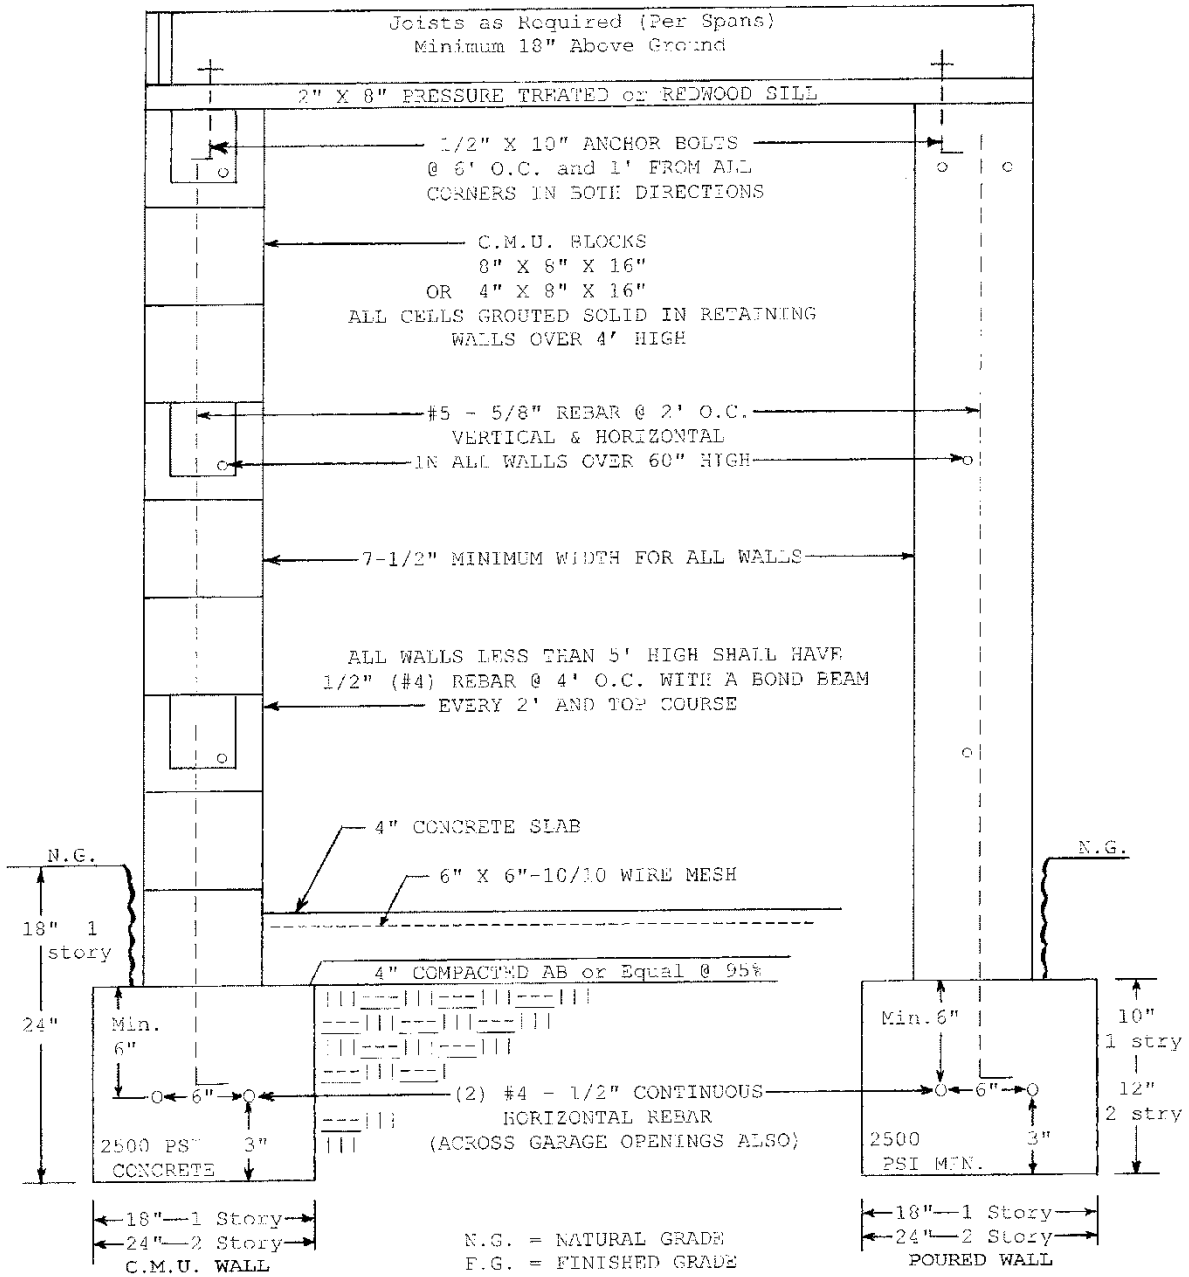 Joists as Required (Per Spans)
Minimum 18" Above Ground
2" X 8" PRESSURE TREATED or REDWOOD SILL
1/2" X 10" ANCHOR BOLTS
@ 6' O.C. and 1' FROM ALL
CORNERS IN BOTH DIRECTIONS
C.M.U. BLOCKS
8" X 8" X 16"
OR 4" X 8" X 16"
ALL CELLS GROUTED SOLID IN RETAINING
WALLS OVER 4' HIGH
#5 - 5/8" REBAR @ 2' O.C.
VERTICAL & HORIZONTAL
IN ALL WALLS OVER 60" HIGH
7-1/2" MINIMUM WIDTH FOR ALL WALLS
ALL WALLS LESS THAN 5' HIGH SHALL HAVE
1/2" (#4) REBAR @ 4' O.C. WITH A BOND BEAM
EVERY 2' AND TOP COURSE
4" CONCRETE SLAB
N.G.
N.G.
6" X 6"-10/10 WIRE MESH
18" 1
story
4" COMPACTED AB or Equal @ 95%
24"
Min.
6"
Min.6"
10"
1 stry
6"
(2) #4 - 1/2" CONTINUOUS
HORIZONTAL REBAR
(ACROSS GARAGE OPENINGS ALSO)
6"
12"
2 stry
2500 PSI
CONCRETE
3"
2500
PSI MIN.
3"
18"—1 Story
24"—2 Story
C.M.U. WALL
N.G. = NATURAL GRADE
F.G. = FINISHED GRADE
18"—1 Story
24"—2 Story
POURED WALL